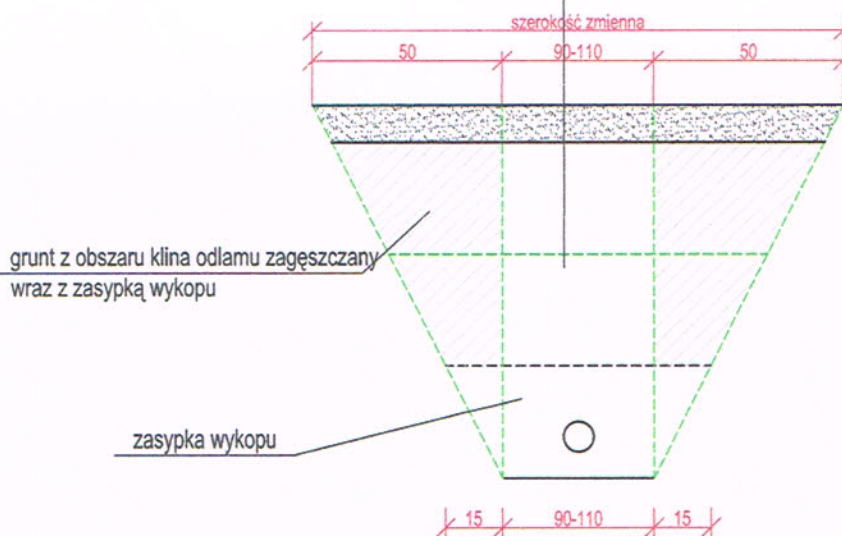 szerokość zmienna
50 90-110 50
grunt z obszaru klina odlamu zagęszczany
wraz z zasypką wykopu
zasypka wykopu
15 90-110 15